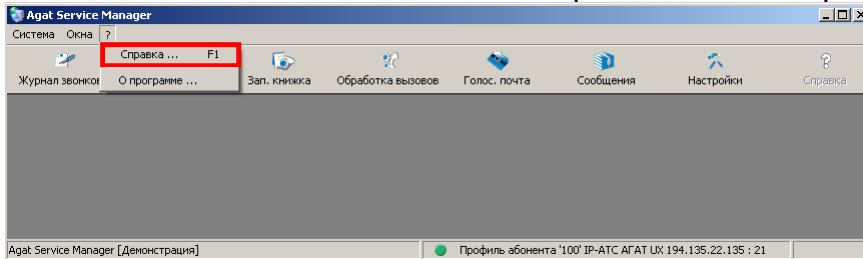 Agat Service Manager
Система Окна ?
Справка ... F1
О программе ...
Журнал звонков Зап. книжка Обработка вызовов Голос. почта Сообщения Настройки Справка
Agat Service Manager [Демонстрация] Профиль абонента '100' IP-АТС АГАТ UX 194.135.22.135 : 21